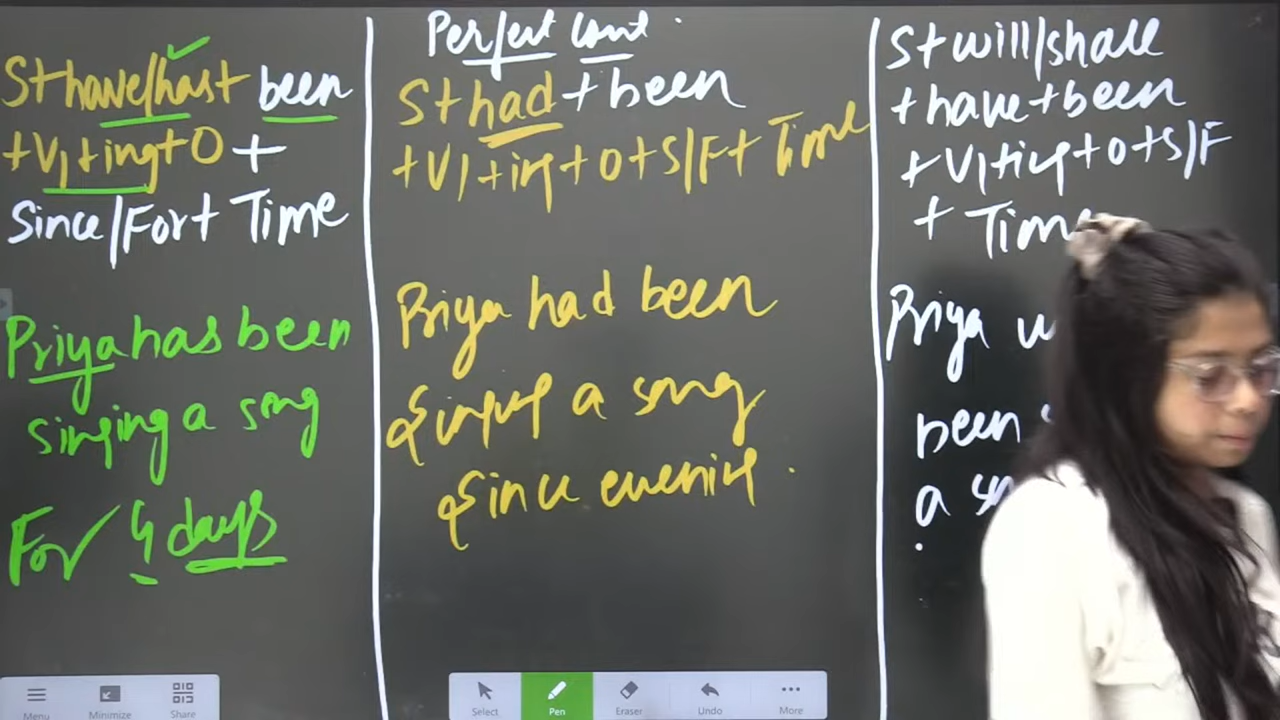 S+have/has+ been
+V1+ing+O +
Since/For+ Time
Priya has been
singing a song
For 4 days
Perfect Cont.
S+had+been
+V1+ing+O+S/F+ Time
Priya had been
singing a song
Since evening.
S+will/shall
+have+been
+V1+ing+O+S/F
+ Time
Priya
been
a
Menu
Minimize
Share
Select
Pen
Eraser
Undo
More